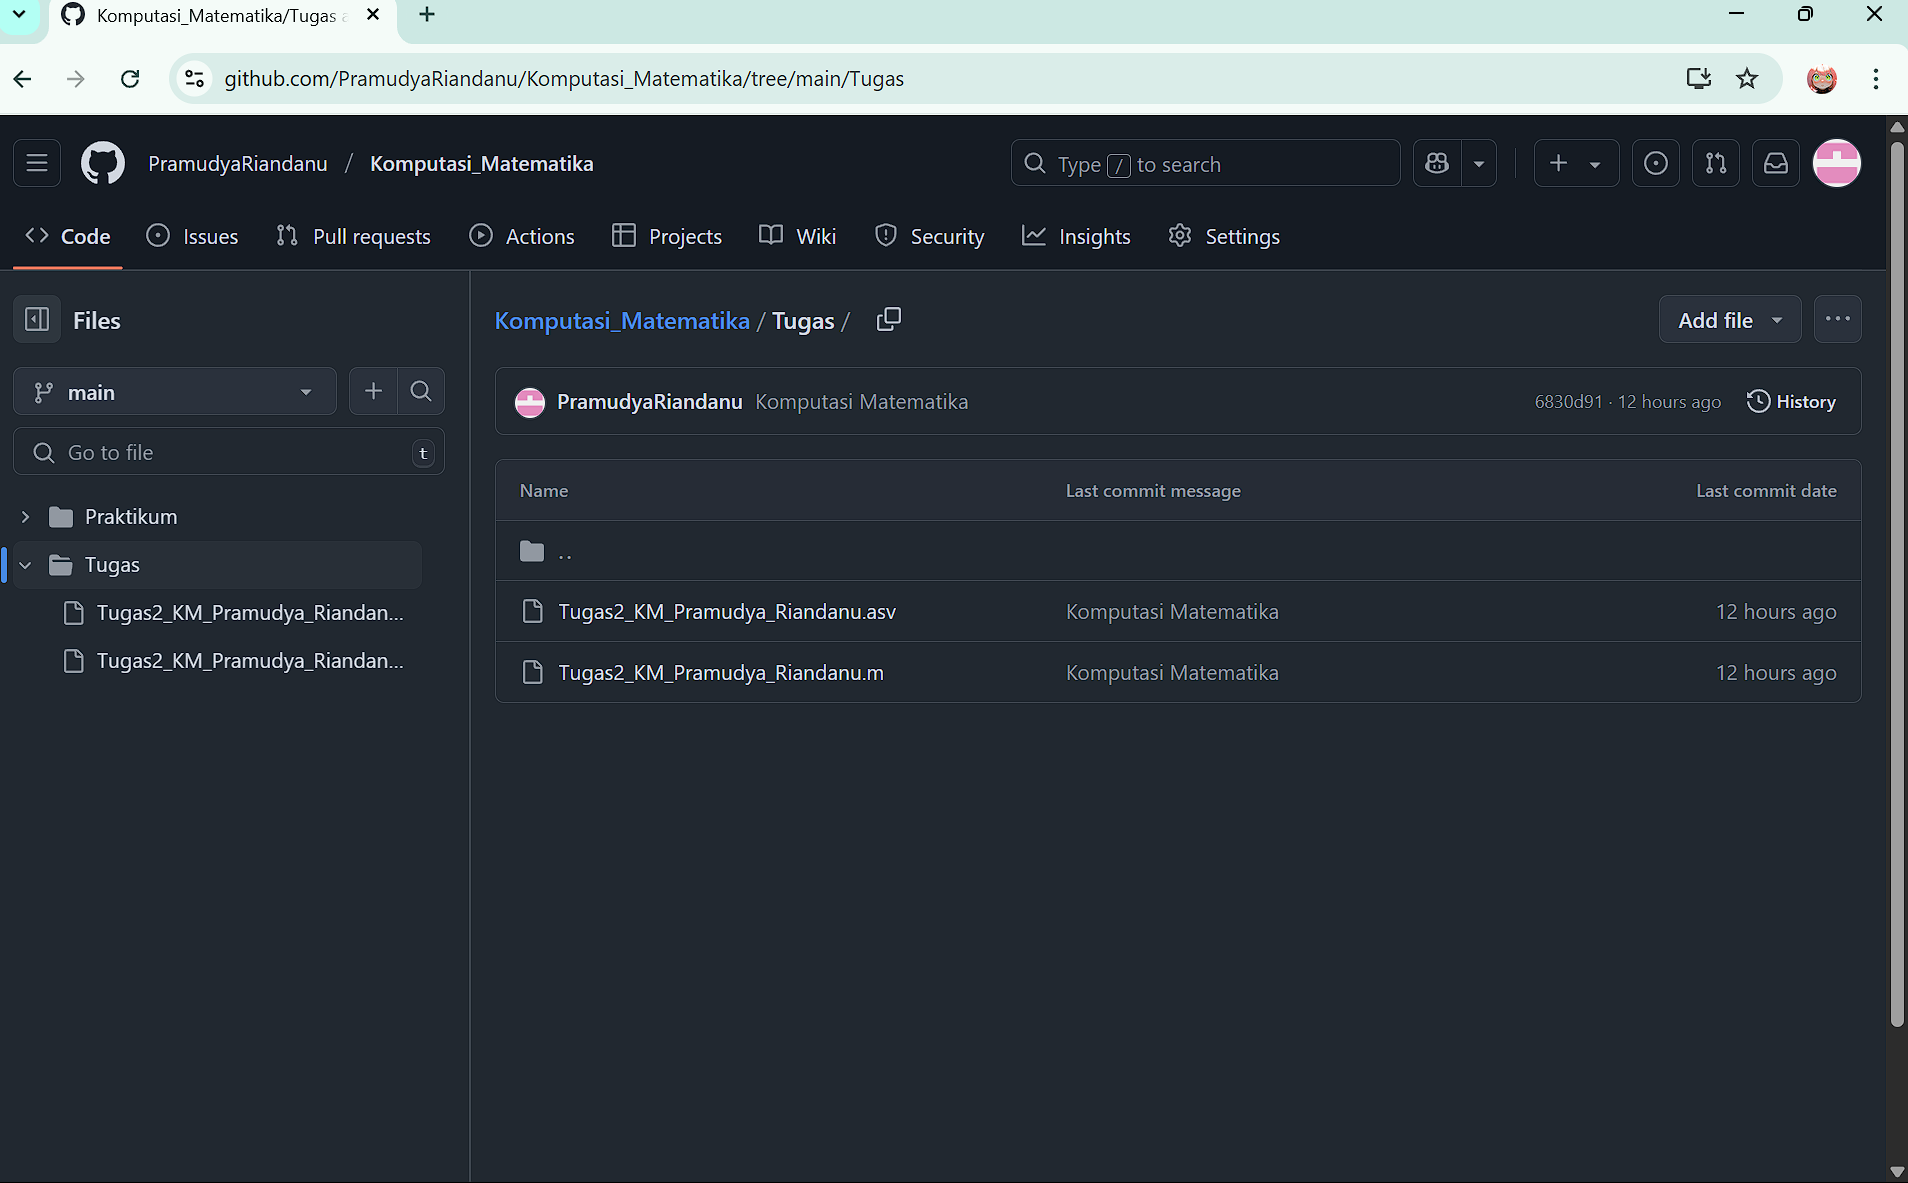 Komputasi_Matematika/Tugas a
github.com/PramudyaRiandanu/Komputasi_Matematika/tree/main/Tugas
PramudyaRiandanu / Komputasi_Matematika
Type / to search
Code Issues Pull requests Actions Projects Wiki Security Insights Settings
Files
Komputasi_Matematika / Tugas /
Add file
main
PramudyaRiandanu Komputasi Matematika 6830d91 · 12 hours ago History
Go to file t
Name Last commit message Last commit date
Praktikum
..
Tugas
Tugas2_KM_Pramudya_Riandan...
Tugas2_KM_Pramudya_Riandanu.asv Komputasi Matematika 12 hours ago
Tugas2_KM_Pramudya_Riandan...
Tugas2_KM_Pramudya_Riandanu.m Komputasi Matematika 12 hours ago